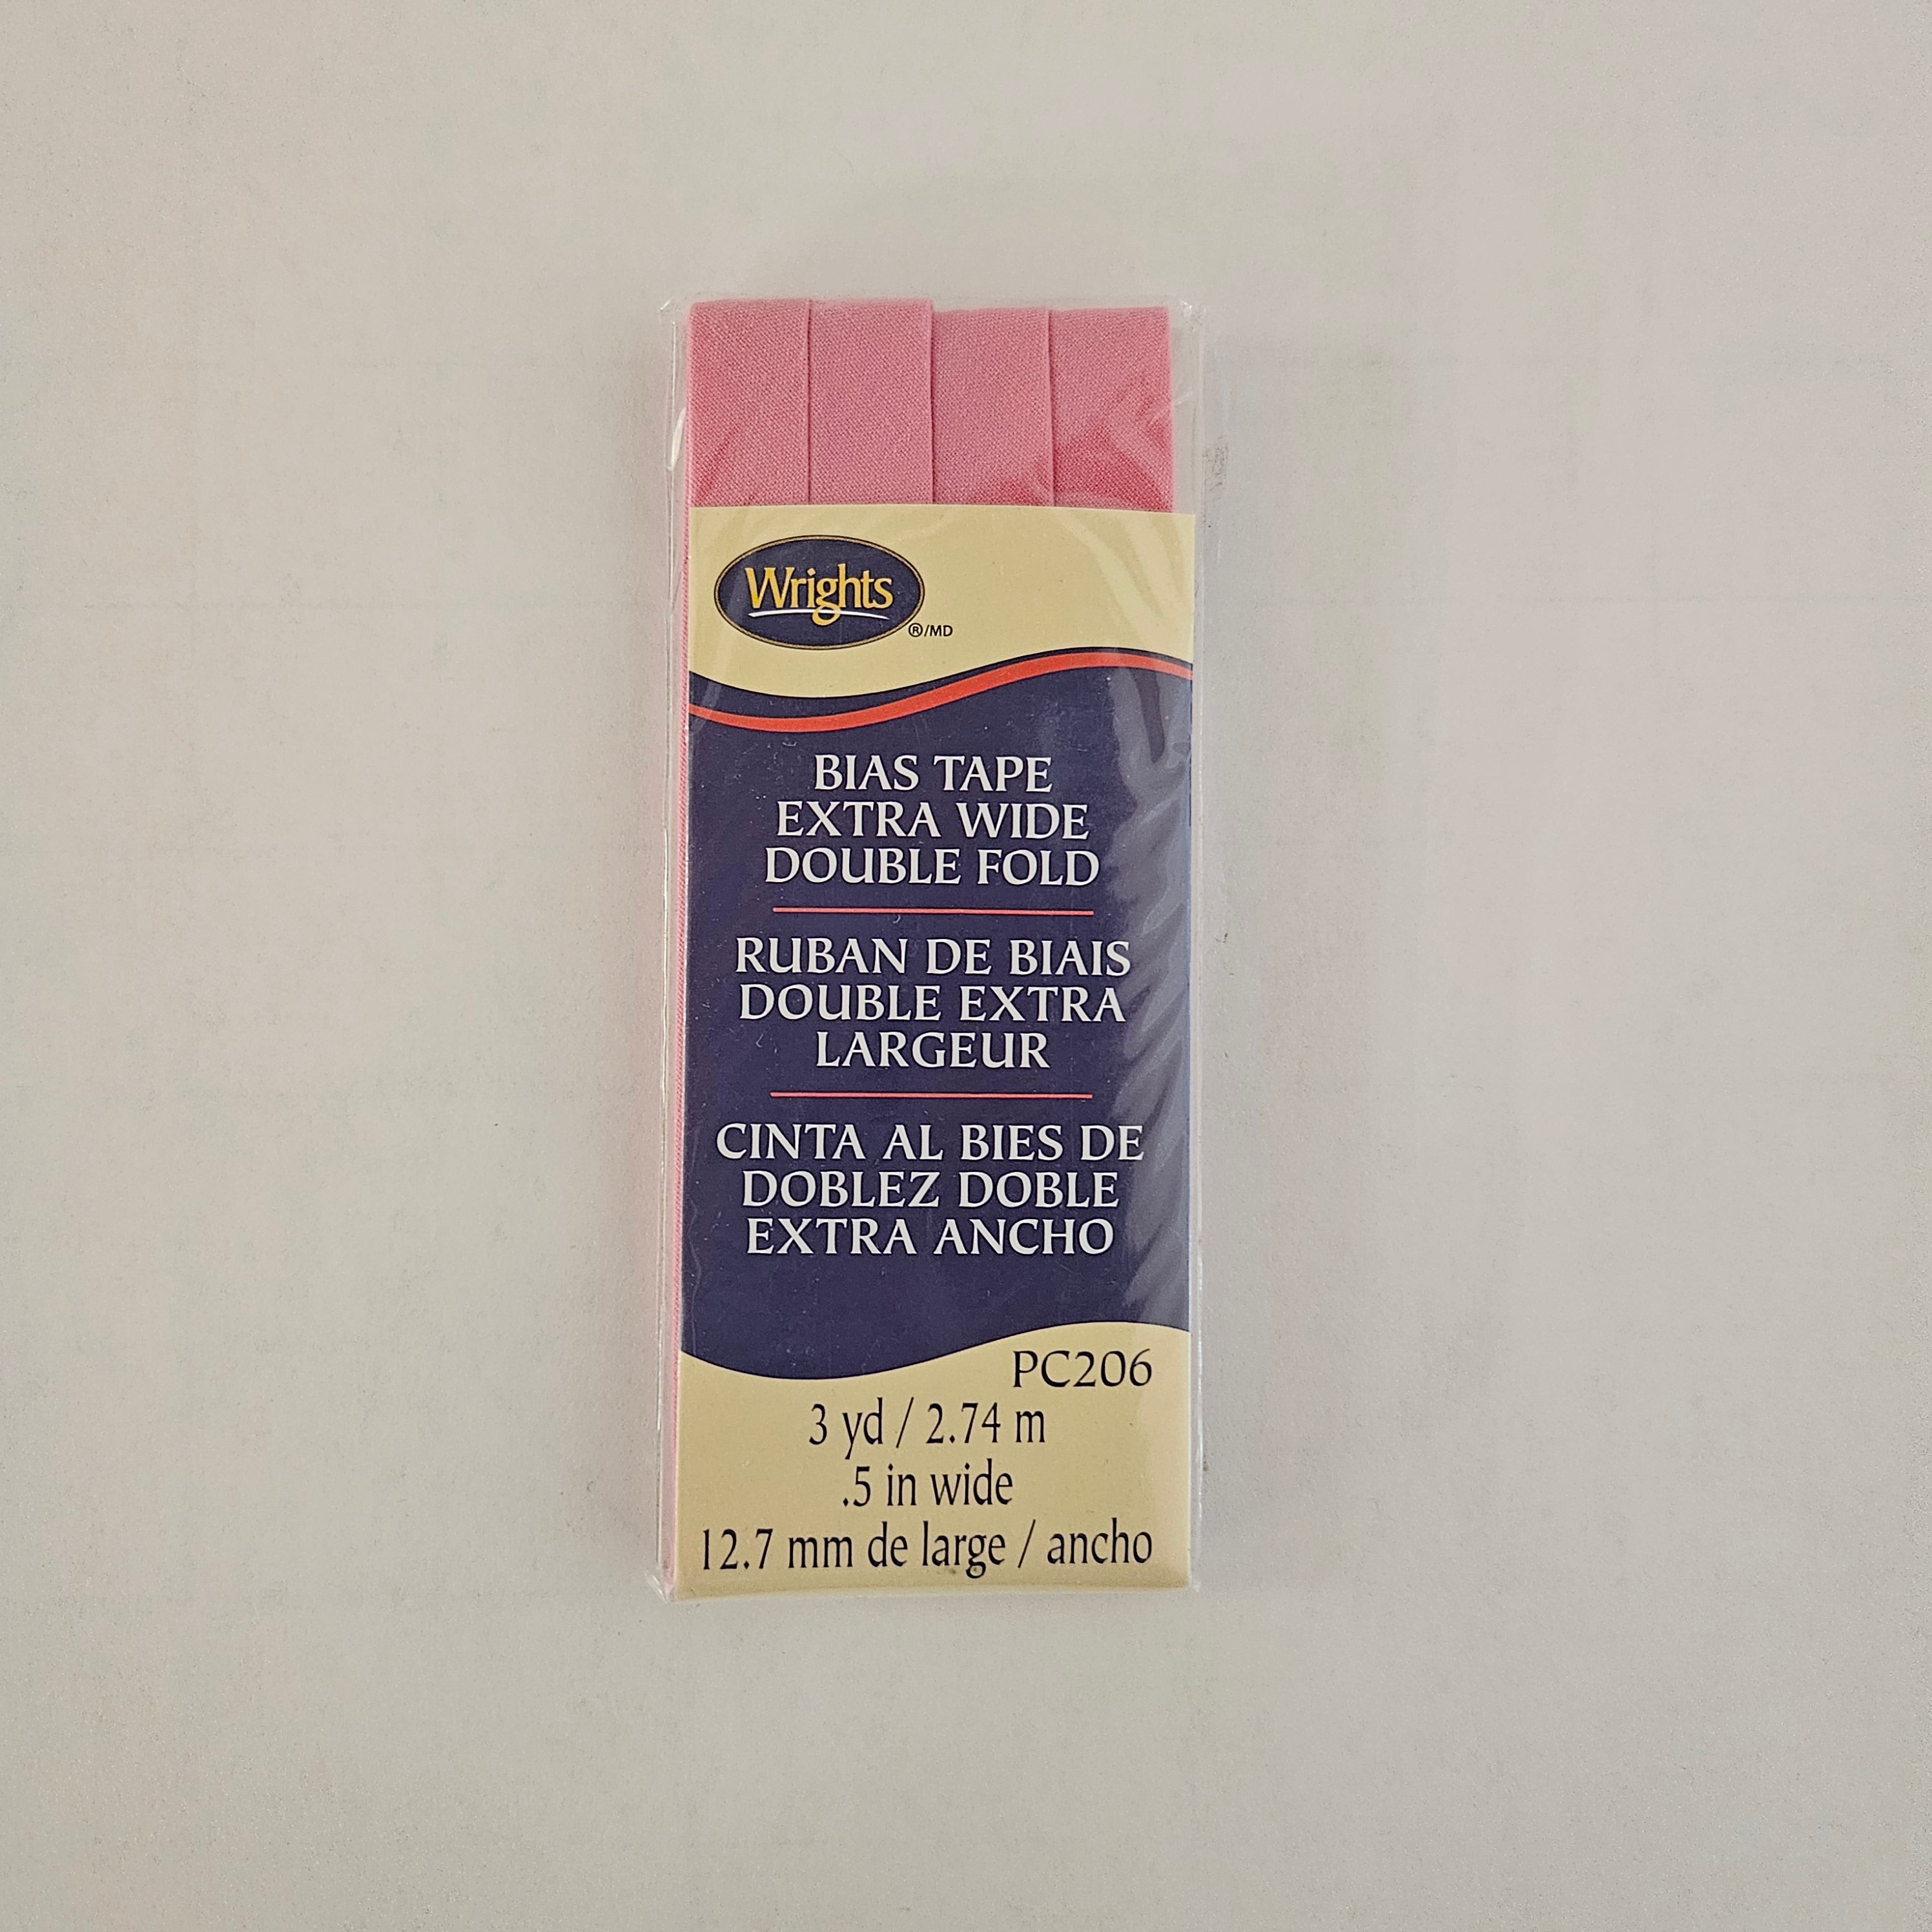 Wrights
®/MD
BIAS TAPE
EXTRA WIDE
DOUBLE FOLD
RUBAN DE BIAIS
DOUBLE EXTRA
LARGEUR
CINTA AL BIES DE
DOBLEZ DOBLE
EXTRA ANCHO
PC206
3 yd / 2.74 m
.5 in wide
12.7 mm de large / ancho